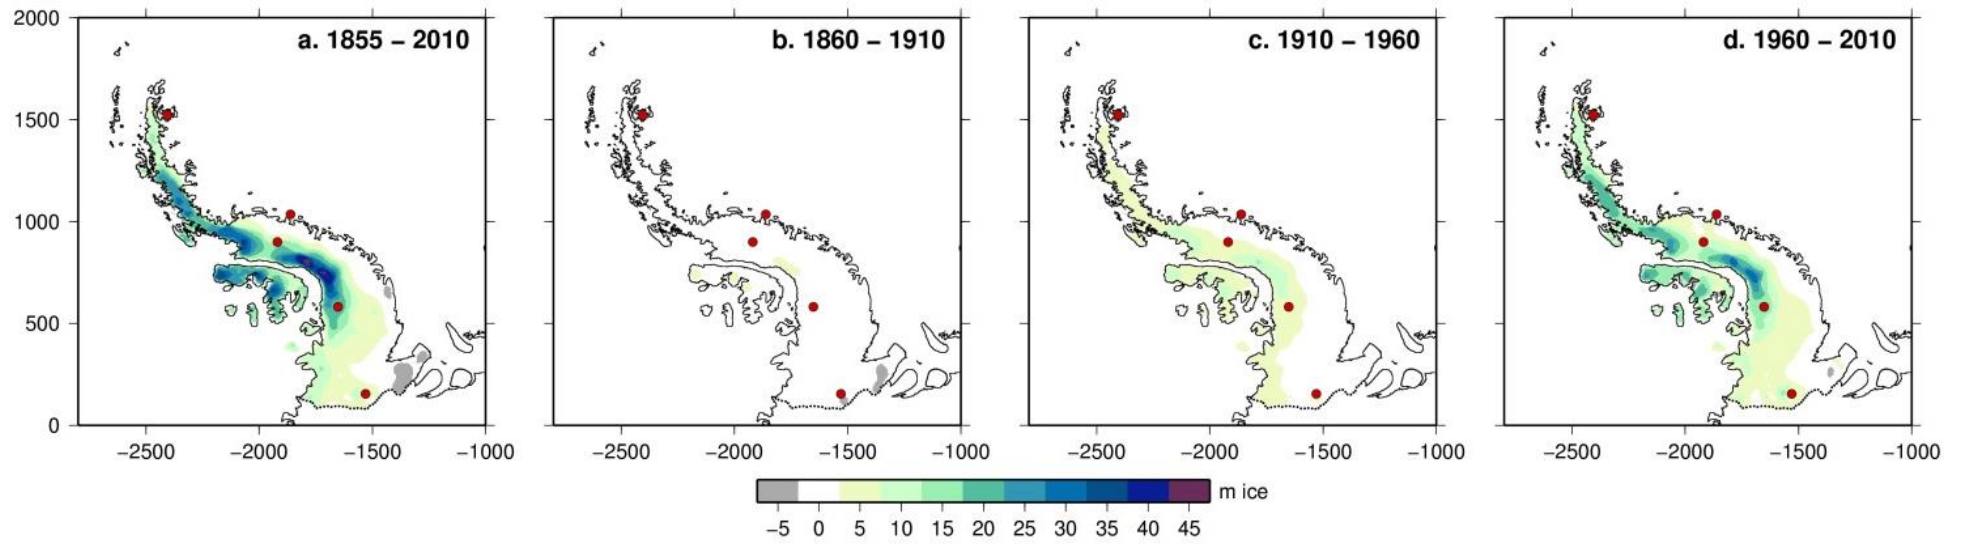 a. 1855 – 2010
b. 1860 – 1910
c. 1910 – 1960
d. 1960 – 2010
2000
1500
1000
500
0
−2500 −2000 −1500 −1000
−2500 −2000 −1500 −1000
−2500 −2000 −1500 −1000
−2500 −2000 −1500 −1000
m ice
−5 0 5 10 15 20 25 30 35 40 45